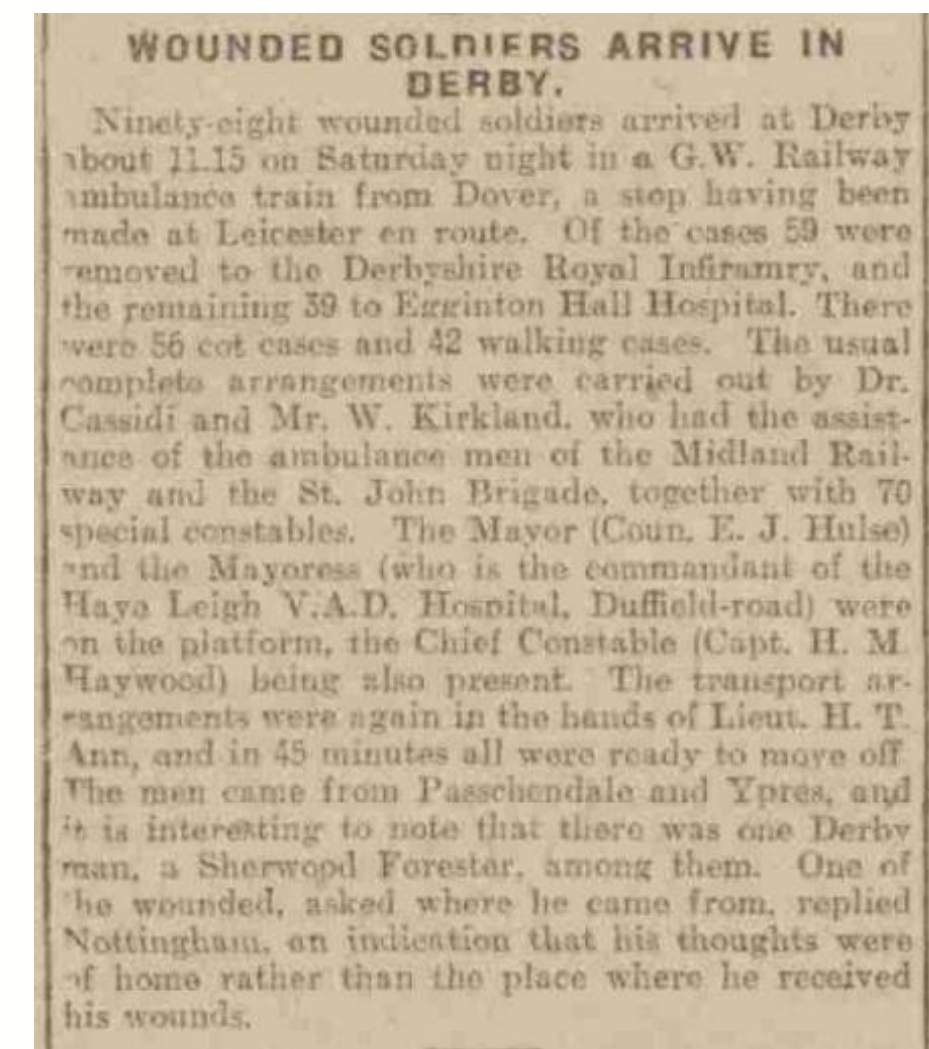 WOUNDED SOLDIERS ARRIVE IN
DERBY.
Ninety-eight wounded soldiers arrived at Derby
about 11.15 on Saturday night in a G.W. Railway
ambulance train from Dover, a stop having been
made at Leicester en route. Of the cases 59 were
removed to the Derbyshire Royal Infiramry, and
the remaining 39 to Egginton Hall Hospital. There
were 56 cot cases and 42 walking cases. The usual
complete arrangements were carried out by Dr.
Cassidi and Mr. W. Kirkland, who had the assist-
ance of the ambulance men of the Midland Rail-
way and the St. John Brigade, together with 70
special constables. The Mayor (Coun. E. J. Hulse)
and the Mayoress (who is the commandant of the
Haye Leigh V.A.D. Hospital, Duffield-road) were
on the platform, the Chief Constable (Capt. H. M.
Haywood) being also present. The transport ar-
rangements were again in the hands of Lieut. H. T.
Ann, and in 45 minutes all were ready to move off.
The men came from Passchendale and Ypres, and
it is interesting to note that there was one Derby
man, a Sherwopd Forester, among them. One of
the wounded, asked where he came from, replied
Nottingham, an indication that his thoughts were
of home rather than the place where he received
his wounds.